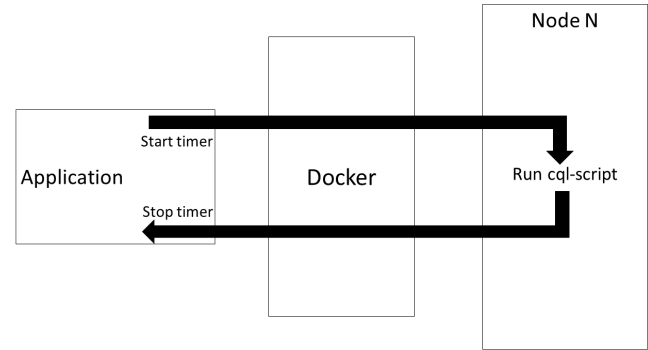 Node N
Start timer
Application
Docker
Run cql-script
Stop timer